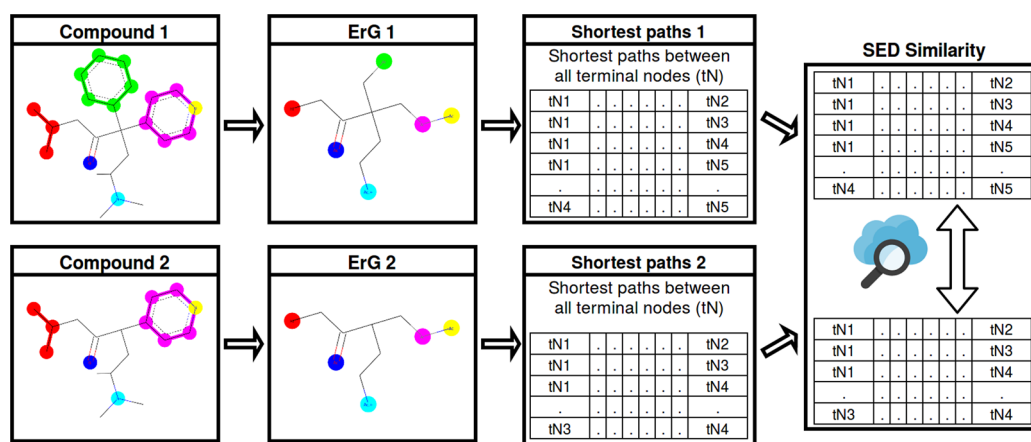 Compound 1
ErG 1
Shortest paths 1
Shortest paths between
all terminal nodes (tN)
tN1 . . . . . . tN2
tN1 . . . . . . tN3
tN1 . . . . . . tN4
tN1 . . . . . . tN5
. .
tN4 . . . . . . tN5
SED Similarity
tN1 . . . . . . tN2
tN1 . . . . . . tN3
tN1 . . . . . . tN4
tN1 . . . . . . tN5
. .
tN4 . . . . . . tN5
Compound 2
ErG 2
Shortest paths 2
Shortest paths between
all terminal nodes (tN)
tN1 . . . . . . tN2
tN1 . . . . . . tN3
tN1 . . . . . . tN4
. .
tN3 . . . . . . tN4
tN1 . . . . . . tN2
tN1 . . . . . . tN3
tN1 . . . . . . tN4
. .
tN3 . . . . . . tN4